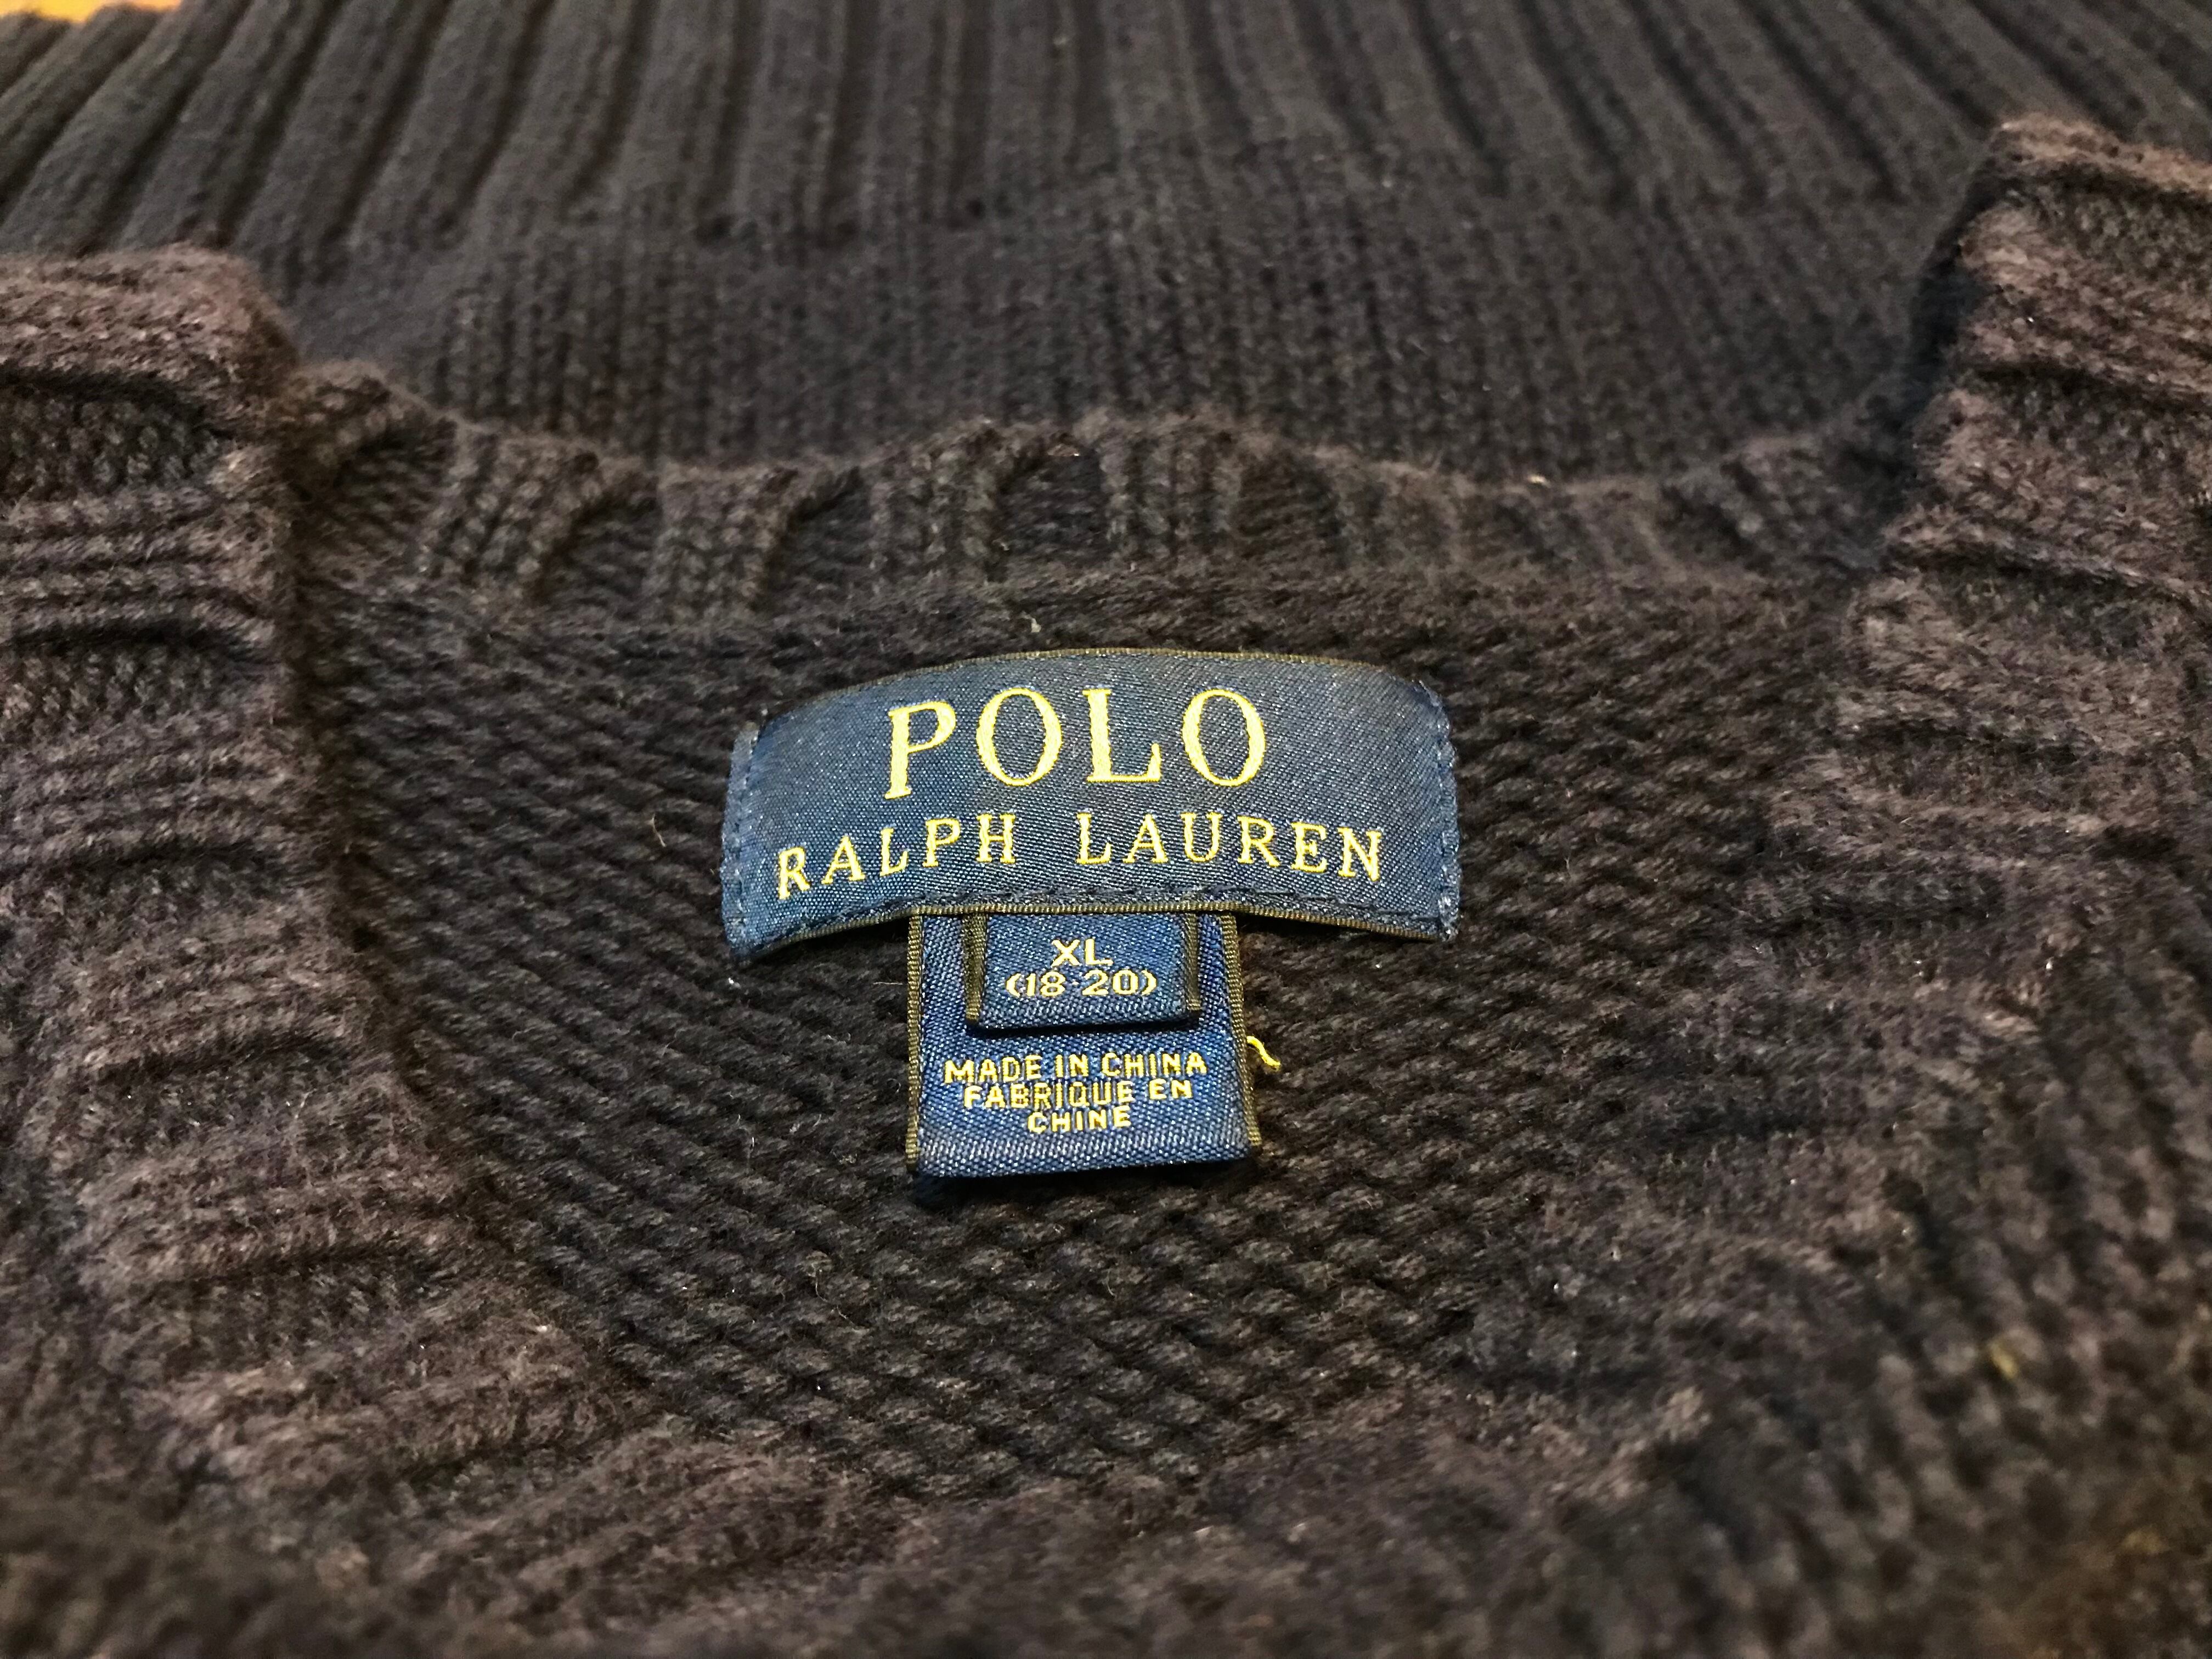 POLO
RALPH LAUREN
XL
(18-20)
MADE IN CHINA
FABRIQUE EN
CHINE